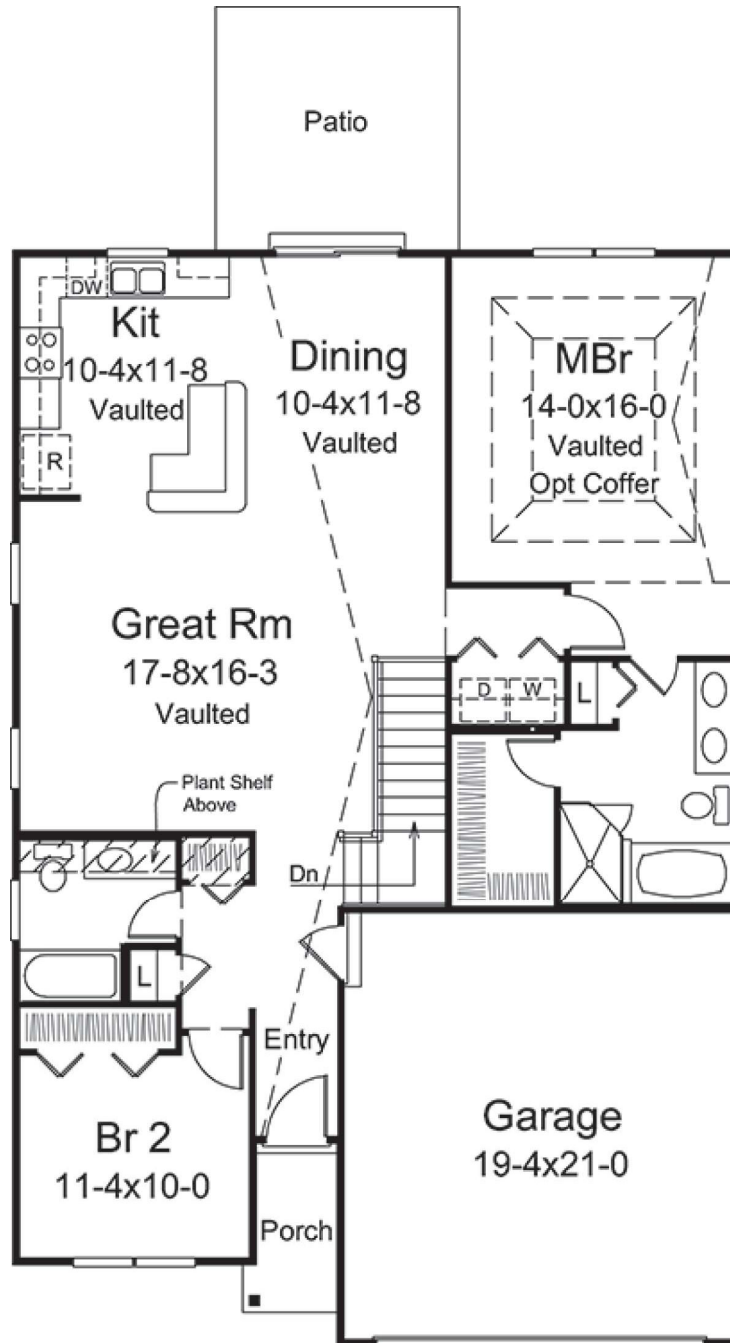 Patio
DW
Kit
10-4x11-8
Vaulted
R
Dining
10-4x11-8
Vaulted
MBr
14-0x16-0
Vaulted
Opt Coffer
Great Rm
17-8x16-3
Vaulted
D
W
L
Plant Shelf
Above
Dn
L
Entry
Br 2
11-4x10-0
Garage
19-4x21-0
Porch